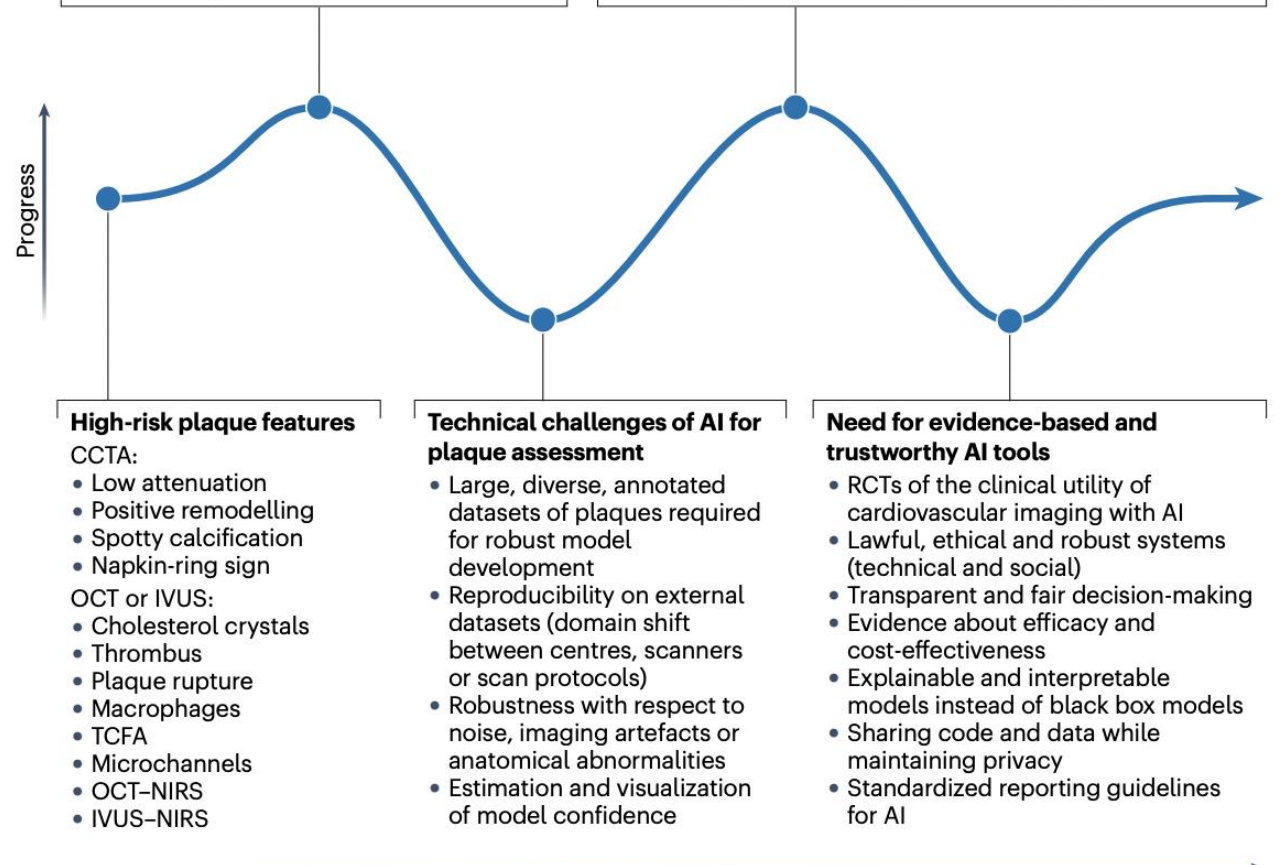 Progress
High-risk plaque features
CCTA:
• Low attenuation
• Positive remodelling
• Spotty calcification
• Napkin-ring sign
OCT or IVUS:
• Cholesterol crystals
• Thrombus
• Plaque rupture
• Macrophages
• TCFA
• Microchannels
• OCT–NIRS
• IVUS–NIRS
Technical challenges of AI for
plaque assessment
• Large, diverse, annotated
datasets of plaques required
for robust model
development
• Reproducibility on external
datasets (domain shift
between centres, scanners
or scan protocols)
• Robustness with respect to
noise, imaging artefacts or
anatomical abnormalities
• Estimation and visualization
of model confidence
Need for evidence-based and
trustworthy AI tools
• RCTs of the clinical utility of
cardiovascular imaging with AI
• Lawful, ethical and robust systems
(technical and social)
• Transparent and fair decision-making
• Evidence about efficacy and
cost-effectiveness
• Explainable and interpretable
models instead of black box models
• Sharing code and data while
maintaining privacy
• Standardized reporting guidelines
for AI